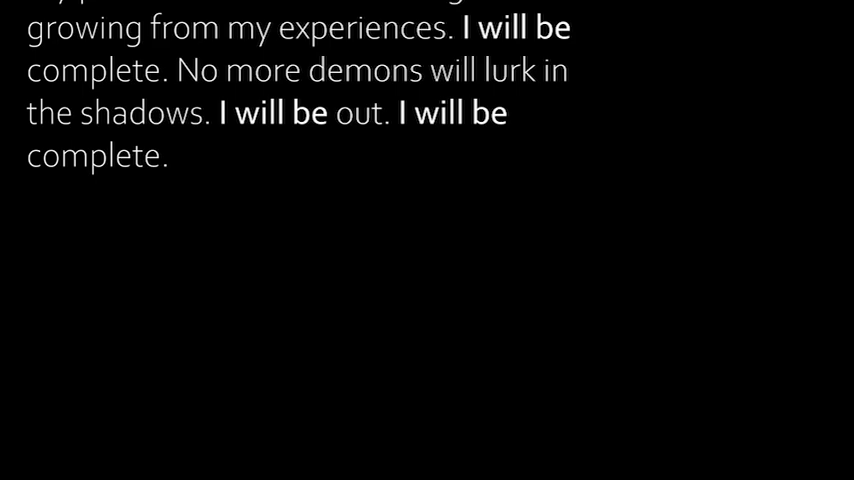 growing from my experiences. I will be
complete. No more demons will lurk in
the shadows. I will be out. I will be
complete.